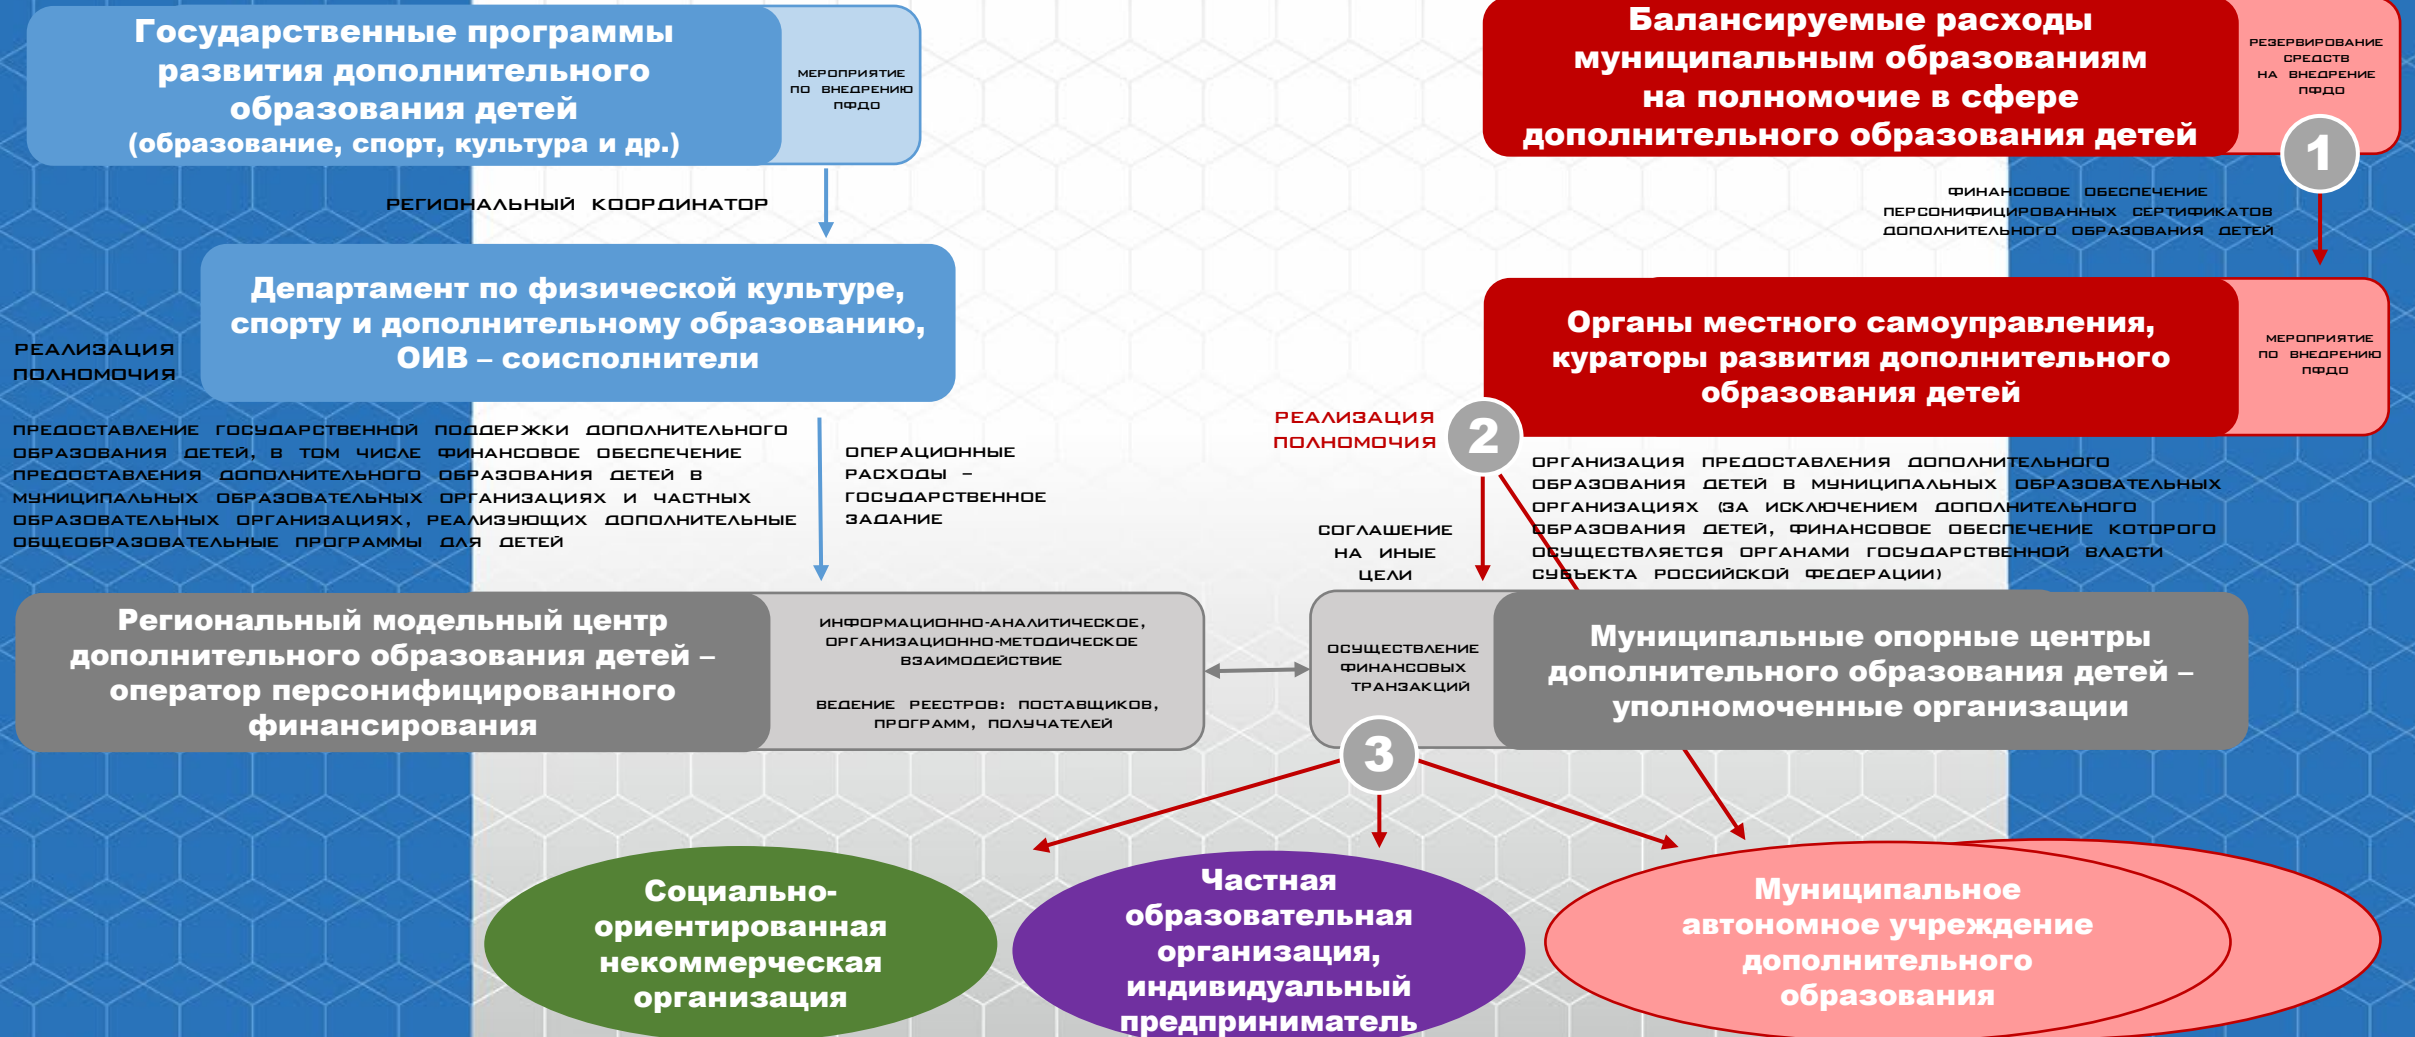 Государственные программы
развития дополнительного
образования детей
(образование, спорт, культура и др.)
МЕРОПРИЯТИЕ
ПО ВНЕДРЕНИЮ
ПФДО
Балансируемые расходы
муниципальным образованиям
на полномочие в сфере
дополнительного образования детей
РЕЗЕРВИРОВАНИЕ
СРЕДСТВ
НА ВНЕДРЕНИЕ
ПФДО
1
РЕГИОНАЛЬНЫЙ КООРДИНАТОР
ФИНАНСОВОЕ ОБЕСПЕЧЕНИЕ
ПЕРСОНИФИЦИРОВАННЫХ СЕРТИФИКАТОВ
ДОПОЛНИТЕЛЬНОГО ОБРАЗОВАНИЯ ДЕТЕЙ
Департамент по физической культуре,
спорту и дополнительному образованию,
ОИВ – соисполнители
РЕАЛИЗАЦИЯ
ПОЛНОМОЧИЯ
Органы местного самоуправления,
кураторы развития дополнительного
образования детей
МЕРОПРИЯТИЕ
ПО ВНЕДРЕНИЮ
ПФДО
РЕАЛИЗАЦИЯ
ПОЛНОМОЧИЯ
2
ПРЕДОСТАВЛЕНИЕ ГОСУДАРСТВЕННОЙ ПОДДЕРЖКИ ДОПОЛНИТЕЛЬНОГО
ОБРАЗОВАНИЯ ДЕТЕЙ, В ТОМ ЧИСЛЕ ФИНАНСОВОЕ ОБЕСПЕЧЕНИЕ
ПРЕДОСТАВЛЕНИЯ ДОПОЛНИТЕЛЬНОГО ОБРАЗОВАНИЯ ДЕТЕЙ В
МУНИЦИПАЛЬНЫХ ОБРАЗОВАТЕЛЬНЫХ ОРГАНИЗАЦИЯХ И ЧАСТНЫХ
ОБРАЗОВАТЕЛЬНЫХ ОРГАНИЗАЦИЯХ, РЕАЛИЗУЮЩИХ ДОПОЛНИТЕЛЬНЫЕ
ОБЩЕОБРАЗОВАТЕЛЬНЫЕ ПРОГРАММЫ ДЛЯ ДЕТЕЙ
ОПЕРАЦИОННЫЕ
РАСХОДЫ –
ГОСУДАРСТВЕННОЕ
ЗАДАНИЕ
СОГЛАШЕНИЕ
НА ИНЫЕ
ЦЕЛИ
ОРГАНИЗАЦИЯ ПРЕДОСТАВЛЕНИЯ ДОПОЛНИТЕЛЬНОГО
ОБРАЗОВАНИЯ ДЕТЕЙ В МУНИЦИПАЛЬНЫХ ОБРАЗОВАТЕЛЬНЫХ
ОРГАНИЗАЦИЯХ (ЗА ИСКЛЮЧЕНИЕМ ДОПОЛНИТЕЛЬНОГО
ОБРАЗОВАНИЯ ДЕТЕЙ, ФИНАНСОВОЕ ОБЕСПЕЧЕНИЕ КОТОРОГО
ОСУЩЕСТВЛЯЕТСЯ ОРГАНАМИ ГОСУДАРСТВЕННОЙ ВЛАСТИ
СУБЪЕКТА РОССИЙСКОЙ ФЕДЕРАЦИИ)
Региональный модельный центр
дополнительного образования детей –
оператор персонифицированного
финансирования
ИНФОРМАЦИОННО-АНАЛИТИЧЕСКОЕ,
ОРГАНИЗАЦИОННО-МЕТОДИЧЕСКОЕ
ВЗАИМОДЕЙСТВИЕ
ВЕДЕНИЕ РЕЕСТРОВ: ПОСТАВЩИКОВ,
ПРОГРАММ, ПОЛУЧАТЕЛЕЙ
ОСУЩЕСТВЛЕНИЕ
ФИНАНСОВЫХ
ТРАНЗАКЦИЙ
Муниципальные опорные центры
дополнительного образования детей –
уполномоченные организации
3
Социально-
ориентированная
некоммерческая
организация
Частная
образовательная
организация,
индивидуальный
предприниматель
Муниципальное
автономное учреждение
дополнительного
образования